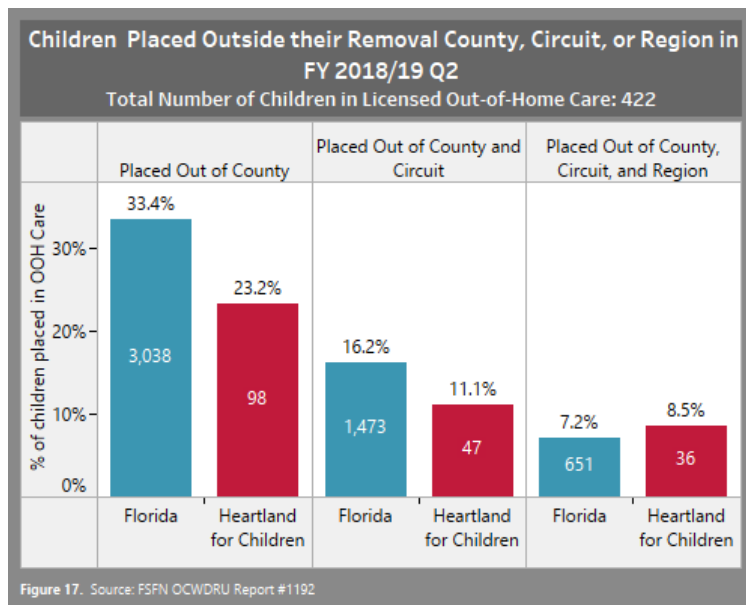 Children  Placed Outside their Removal County, Circuit, or Region in
FY 2018/19 Q2
Total Number of Children in Licensed Out-of-Home Care: 422
Placed Out of County
Placed Out of County and
Circuit
Placed Out of County,
Circuit, and Region
% of children placed in OOH Care
30%
20%
10%
0%
33.4%
3,038
23.2%
98
16.2%
1,473
11.1%
47
7.2%
651
8.5%
36
Florida
Heartland
for Children
Florida
Heartland
for Children
Florida
Heartland
for Children
Figure 17.  Source: FSFN OCWDRU Report #1192